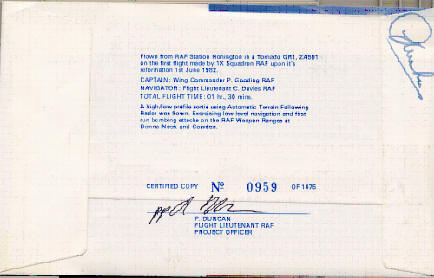 Flown from RAF Station Honington in a Tornado GR1, ZA601
on the first flight made by 1X Squadron RAF upon it's
reformation 1st June 1982.
CAPTAIN: Wing Commander P. Gooding RAF
NAVIGATOR: Flight Lieutenant C. Davies RAF
TOTAL FLIGHT TIME: 01 hr. 30 mins.
A high/low profile sortie using Automatic Terrain Following
Radar was flown. Exercising low level navigation and first
run bombing attacks on the RAF Weapon Ranges at
Donna Nook and Cowden.
CERTIFIED COPY No 0959 OF 1475
P. DUNCAN
FLIGHT LIEUTENANT RAF
PROJECT OFFICER